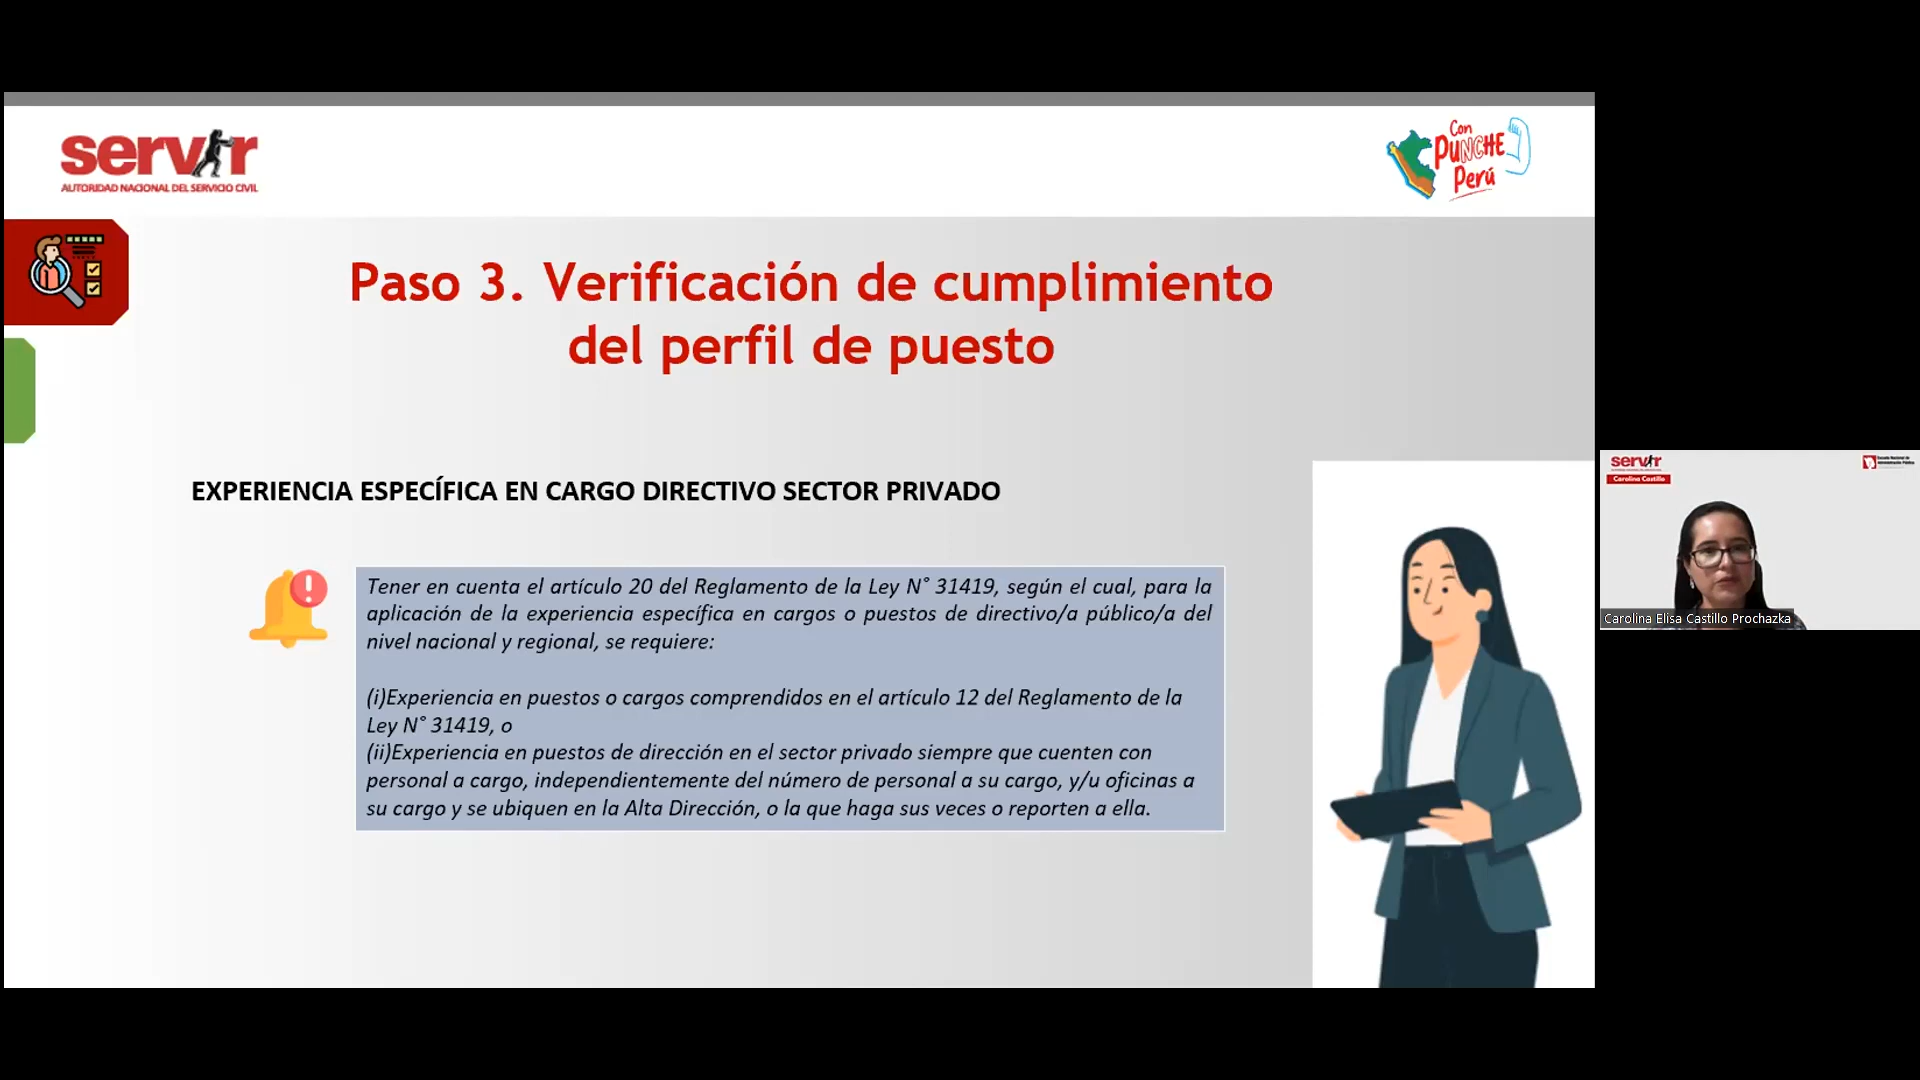 servir
AUTORIDAD NACIONAL DEL SERVICIO CIVIL
Con
PUNCHE
Perú
Paso 3. Verificación de cumplimiento
del perfil de puesto
EXPERIENCIA ESPECÍFICA EN CARGO DIRECTIVO SECTOR PRIVADO
Tener en cuenta el artículo 20 del Reglamento de la Ley N° 31419, según el cual, para la
aplicación de la experiencia específica en cargos o puestos de directivo/a público/a del
nivel nacional y regional, se requiere:
(i)Experiencia en puestos o cargos comprendidos en el artículo 12 del Reglamento de la
Ley N° 31419, o
(ii)Experiencia en puestos de dirección en el sector privado siempre que cuenten con
personal a cargo, independientemente del número de personal a su cargo, y/u oficinas a
su cargo y se ubiquen en la Alta Dirección, o la que haga sus veces o reporten a ella.
servir
Carolina Castillo
Escuela Nacional de
Administración Pública
Carolina Elisa Castillo Prochazka